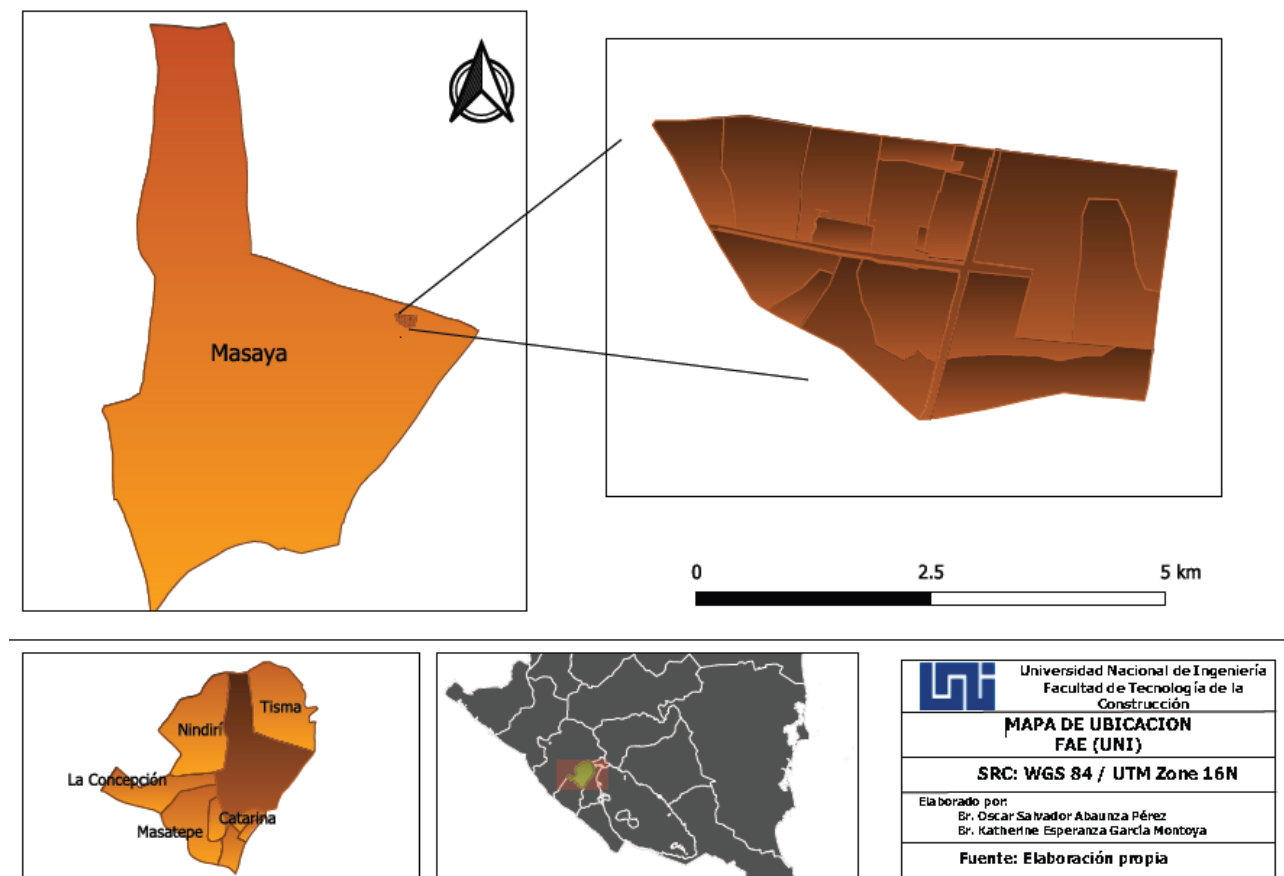 Masaya
0 2.5 5 km
Tisma
Nindirí
La Concepción
Catarina
Masatepe
UNI
Universidad Nacional de Ingeniería
Facultad de Tecnología de la
Construcción
MAPA DE UBICACION
FAE (UNI)
SRC: WGS 84 / UTM Zone 16N
Elaborado por:
Br. Oscar Salvador Abaunza Pérez
Br. Katherine Esperanza García Montoya
Fuente: Elaboración propia